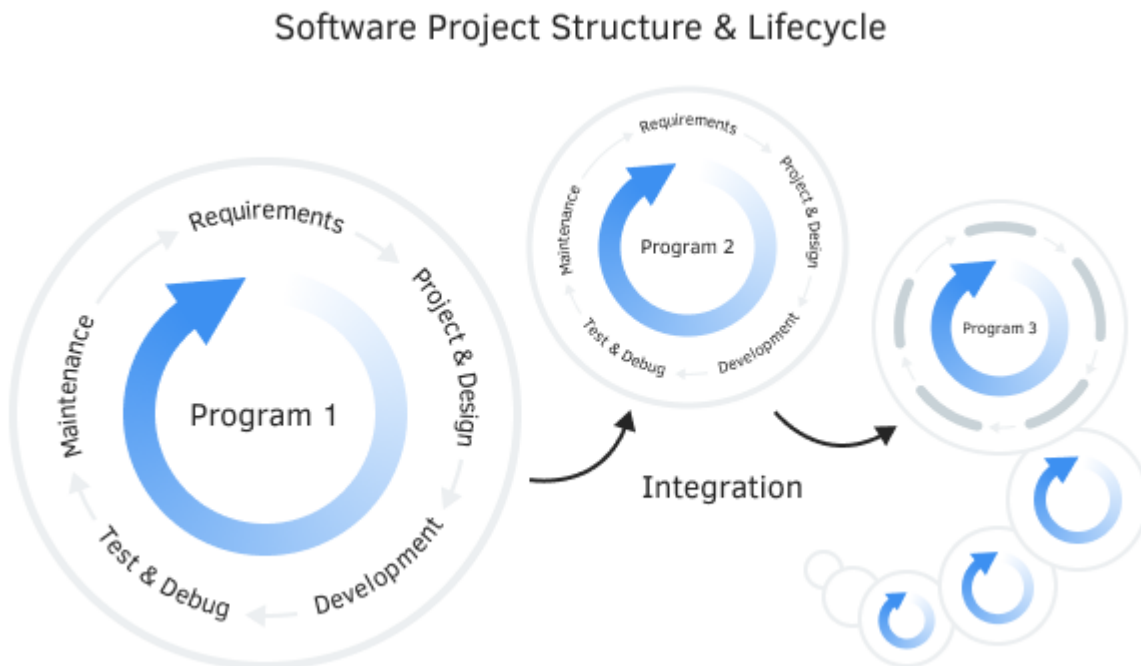 Software Project Structure & Lifecycle
Requirements
Project & Design
Development
Test & Debug
Maintenance
Program 1
Requirements
Project & Design
Development
Test & Debug
Maintenance
Program 2
Program 3
Integration